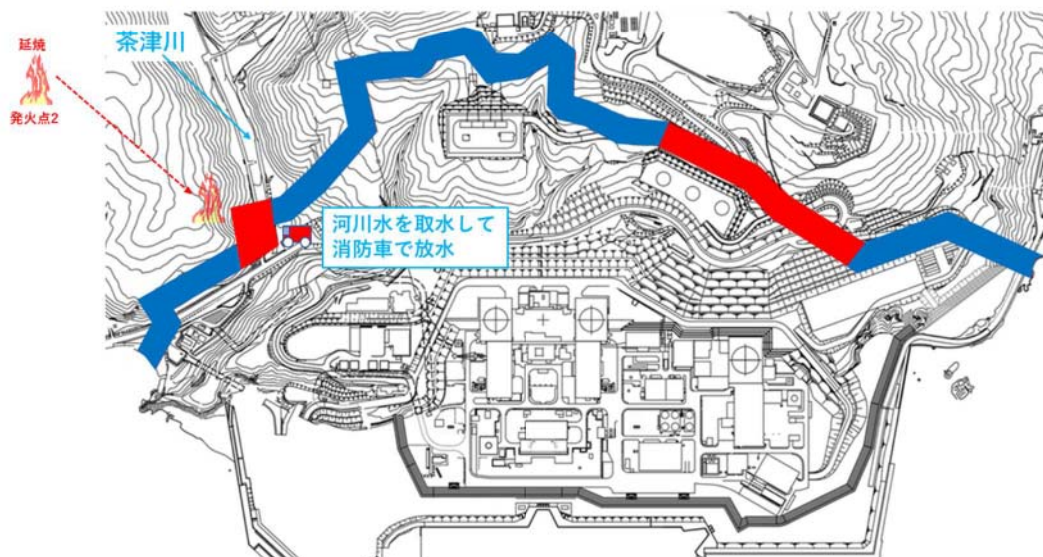 延焼
発火点2
茶津川
河川水を取水して
消防車で放水